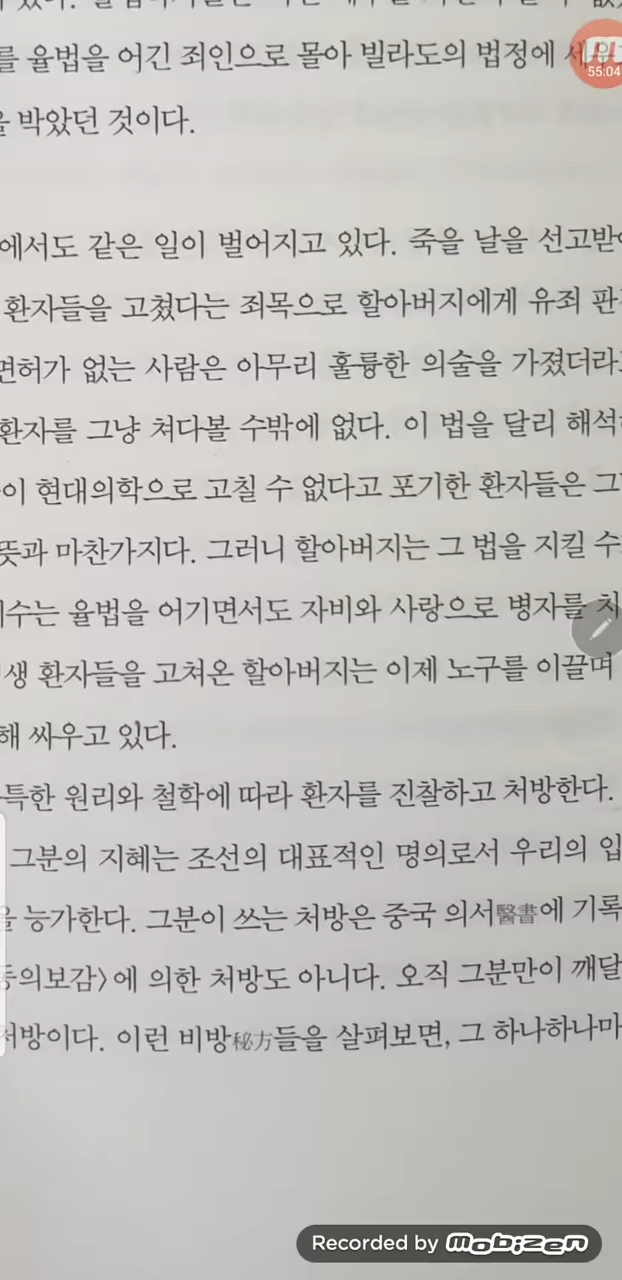 율법을 어긴 죄인으로 몰아 빌라도의 법정에
박았던 것이다.
55:04
에서도 같은 일이 벌어지고 있다. 죽을 날을 선고받
환자들을 고쳤다는 죄목으로 할아버지에게 유죄 판
면허가 없는 사람은 아무리 훌륭한 의술을 가졌더라
환자를 그냥 쳐다볼 수밖에 없다. 이 법을 달리 해석
이 현대의학으로 고칠 수 없다고 포기한 환자들은 그
뜻과 마찬가지다. 그러니 할아버지는 그 법을 지킬 수
수는 율법을 어기면서도 자비와 사랑으로 병자를
생 환자들을 고쳐온 할아버지는 이제 노구를 이끌며
해 싸우고 있다.
특한 원리와 철학에 따라 환자를 진찰하고 처방한다.
그분의 지혜는 조선의 대표적인 명의로서 우리의 입
능가한다. 그분이 쓰는 처방은 중국 의서醫書에 기록
의보감〉에 의한 처방도 아니다. 오직 그분만이 깨달
처방이다. 이런 비방秘方들을 살펴보면, 그 하나하나마
Recorded by mobizen